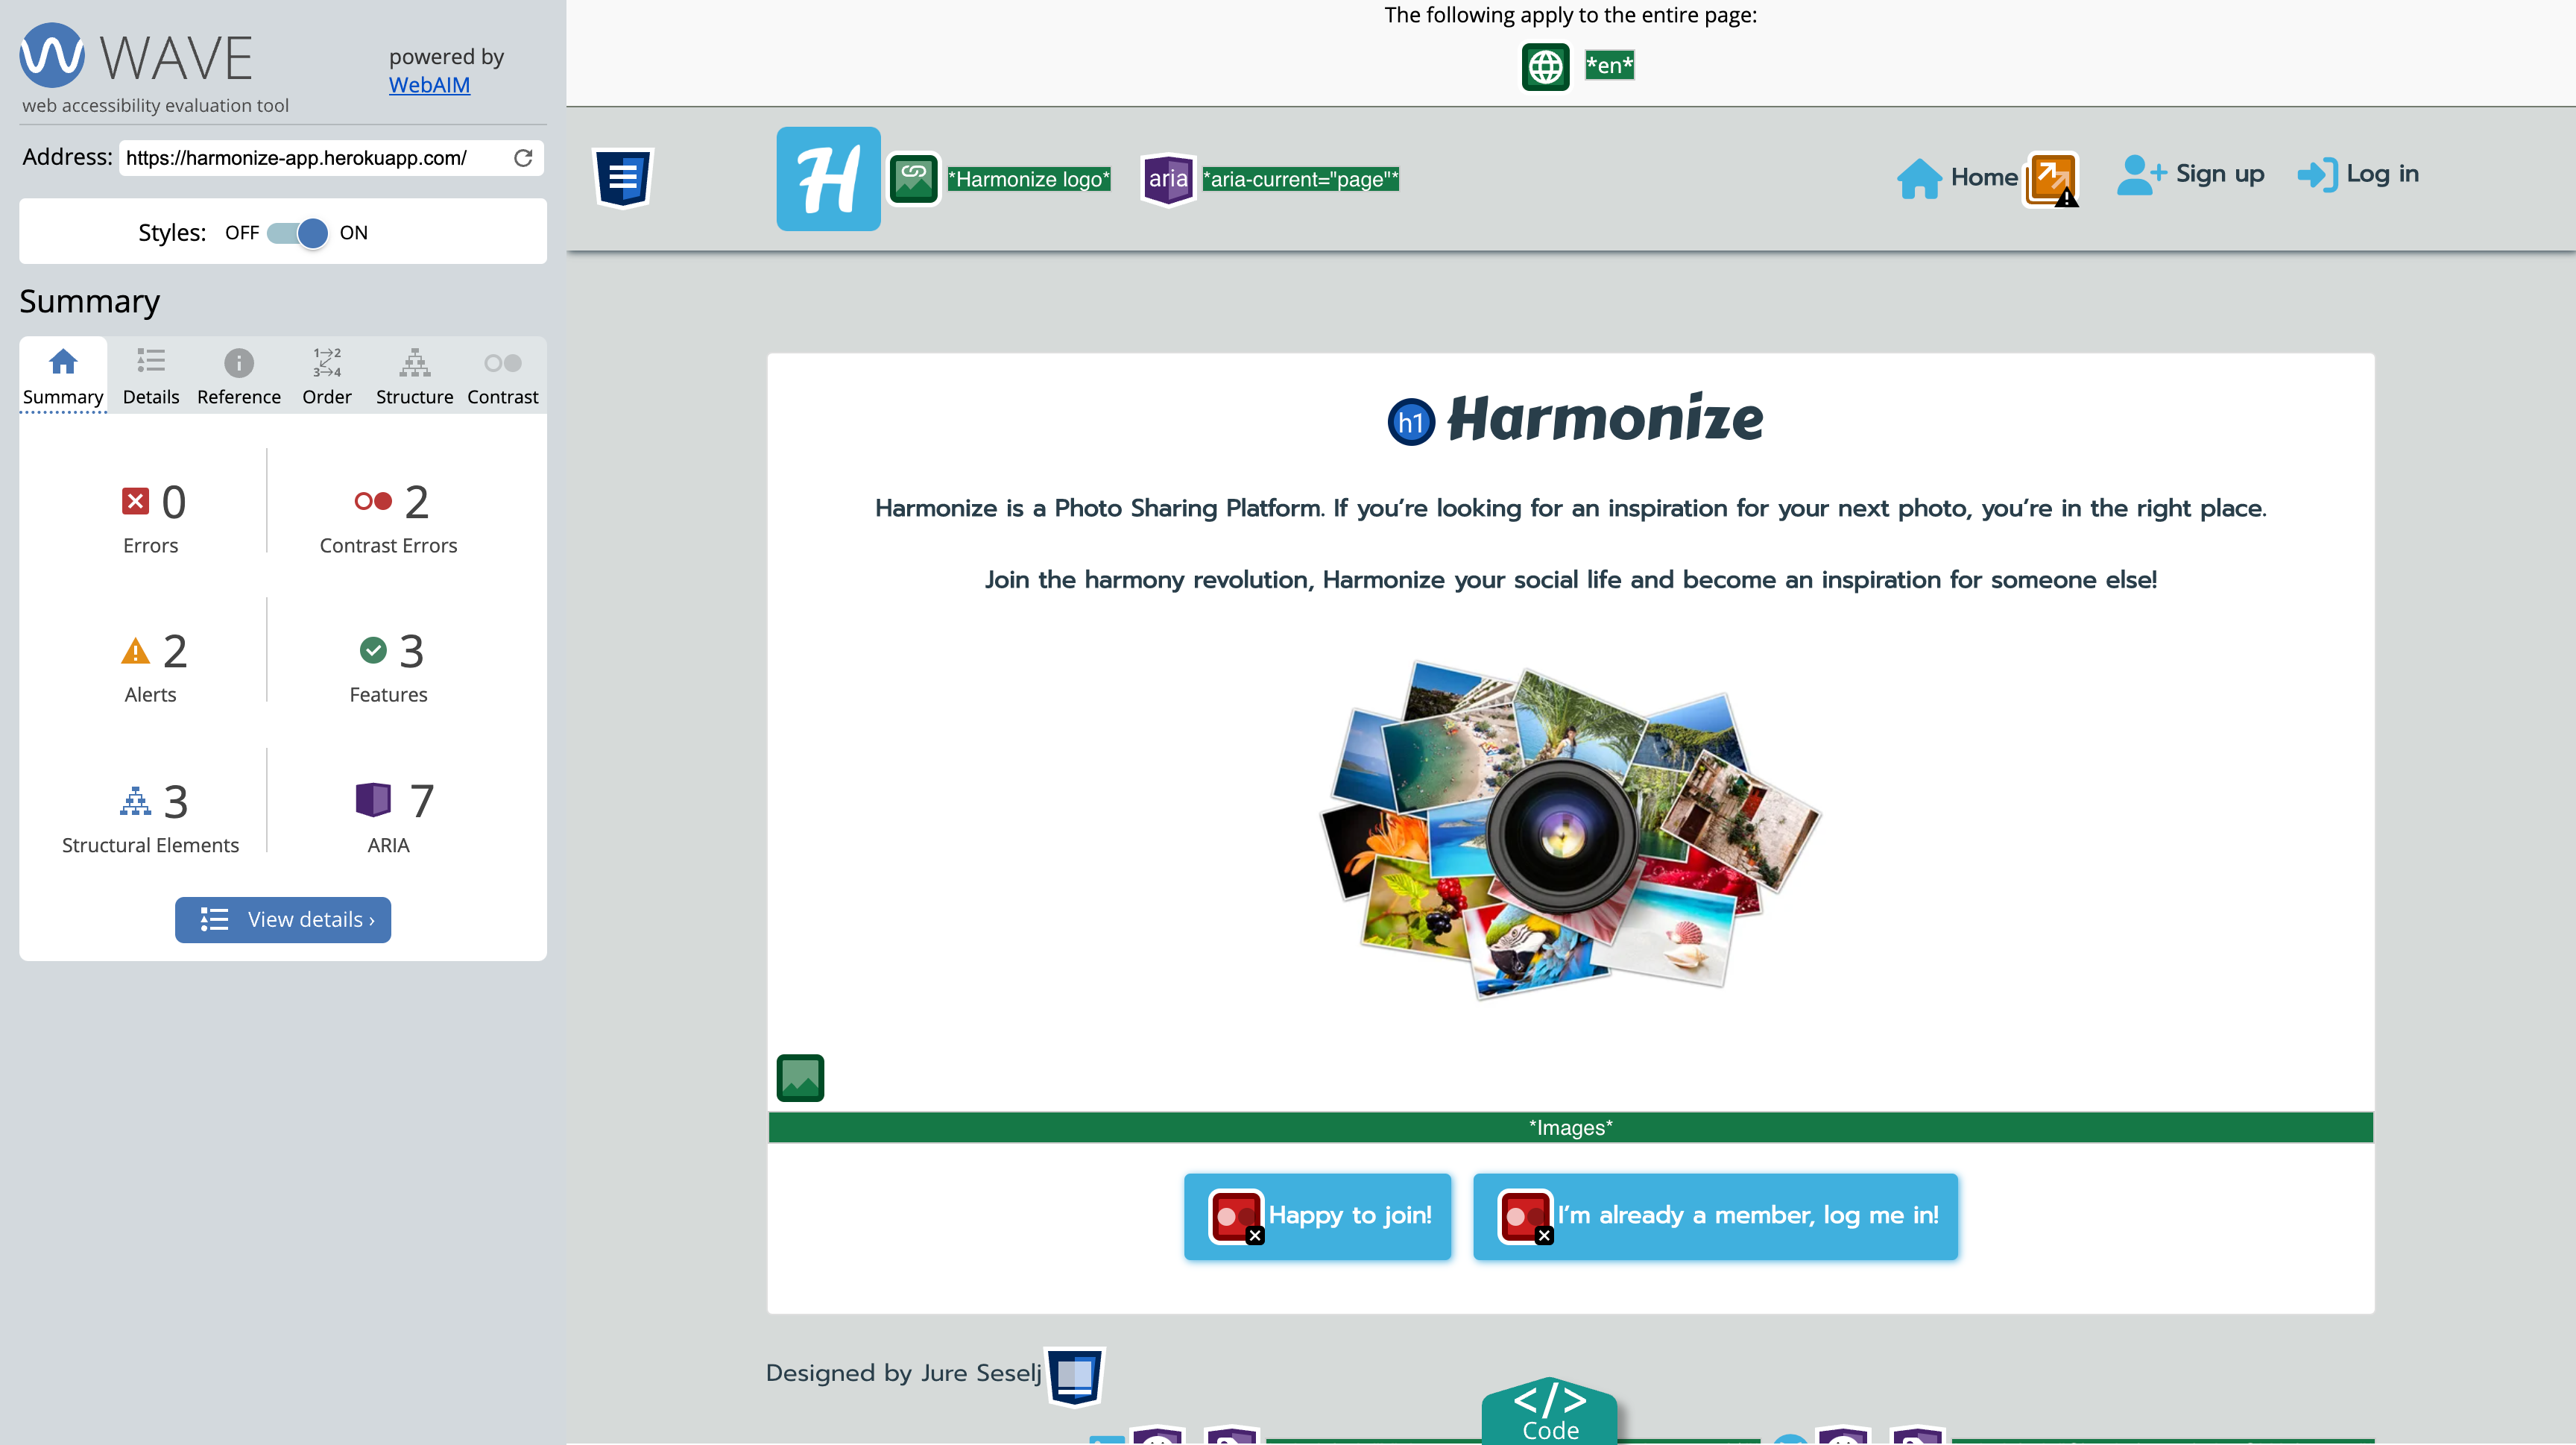 WAVE
powered by
WebAIM
web accessibility evaluation tool
Address: https://harmonize-app.herokuapp.com/
Styles: OFF ON
Summary
Summary Details Reference Order Structure Contrast
0 Errors
2 Contrast Errors
2 Alerts
3 Features
3 Structural Elements
7 ARIA
View details ›
The following apply to the entire page:
*en*
H *Harmonize logo* aria *aria-current="page"* Home Sign up Log in
h1 Harmonize
Harmonize is a Photo Sharing Platform. If you're looking for an inspiration for your next photo, you're in the right place.
Join the harmony revolution, Harmonize your social life and become an inspiration for someone else!
*Images*
Happy to join! I'm already a member, log me in!
Designed by Jure Seselj
</>
Code